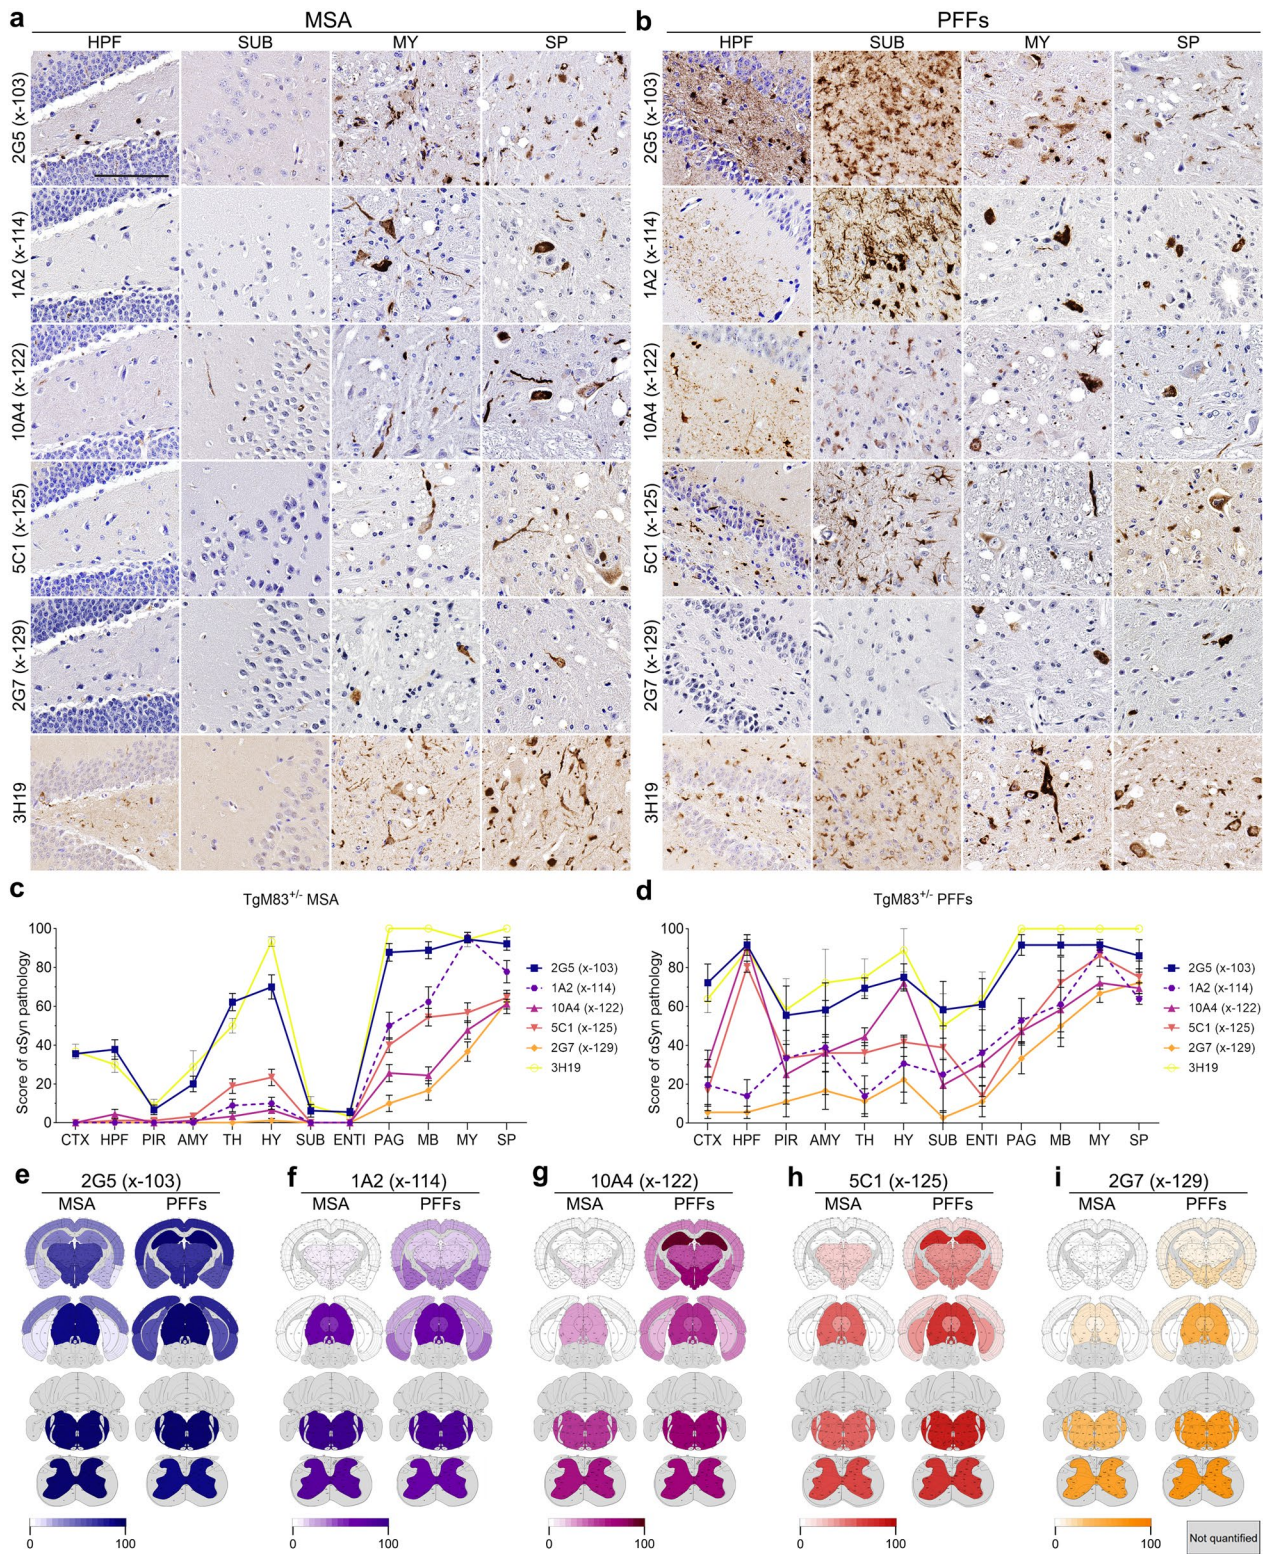 a
MSA
HPF SUB MY SP
2G5 (x-103)
1A2 (x-114)
10A4 (x-122)
5C1 (x-125)
2G7 (x-129)
3H19
b
PFFs
HPF SUB MY SP
2G5 (x-103)
1A2 (x-114)
10A4 (x-122)
5C1 (x-125)
2G7 (x-129)
3H19
c
TgM83+/- MSA
Score of αSyn pathology
100
80
60
40
20
0
CTX HPF PIR AMY TH HY SUB ENTI PAG MB MY SP
2G5 (x-103)
1A2 (x-114)
10A4 (x-122)
5C1 (x-125)
2G7 (x-129)
3H19
d
TgM83+/- PFFs
Score of αSyn pathology
100
80
60
40
20
0
CTX HPF PIR AMY TH HY SUB ENTI PAG MB MY SP
2G5 (x-103)
1A2 (x-114)
10A4 (x-122)
5C1 (x-125)
2G7 (x-129)
3H19
e
2G5 (x-103)
MSA PFFs
0 100
f
1A2 (x-114)
MSA PFFs
0 100
g
10A4 (x-122)
MSA PFFs
0 100
h
5C1 (x-125)
MSA PFFs
0 100
i
2G7 (x-129)
MSA PFFs
0 100
Not quantified